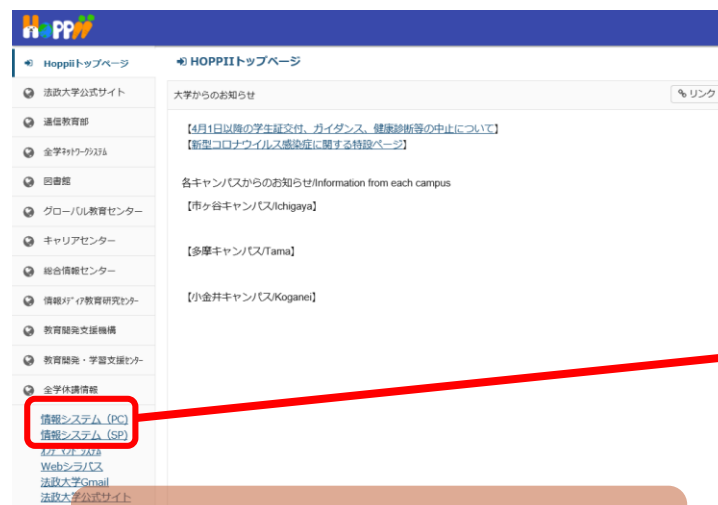 HOPPii
Hoppiiトップページ
法政大学公式サイト
通信教育部
全学ネットワークシステム
図書館
グローバル教育センター
キャリアセンター
総合情報センター
情報メディア教育研究センター
教育開発支援機構
教育開発・学習支援センター
全学休講情報
情報システム（PC)
情報システム（SP)
オンデマンドシステム
Webシラバス
法政大学Gmail
法政大学公式サイト
HOPPIIトップページ
大学からのお知らせ
リンク
【4月1日以降の学生証交付、ガイダンス、健康診断等の中止について】
【新型コロナウイルス感染症に関する特設ページ】
各キャンパスからのお知らせ/Information from each campus
【市ヶ谷キャンパス/Ichigaya】
【多摩キャンパス/Tama】
【小金井キャンパス/Koganei】